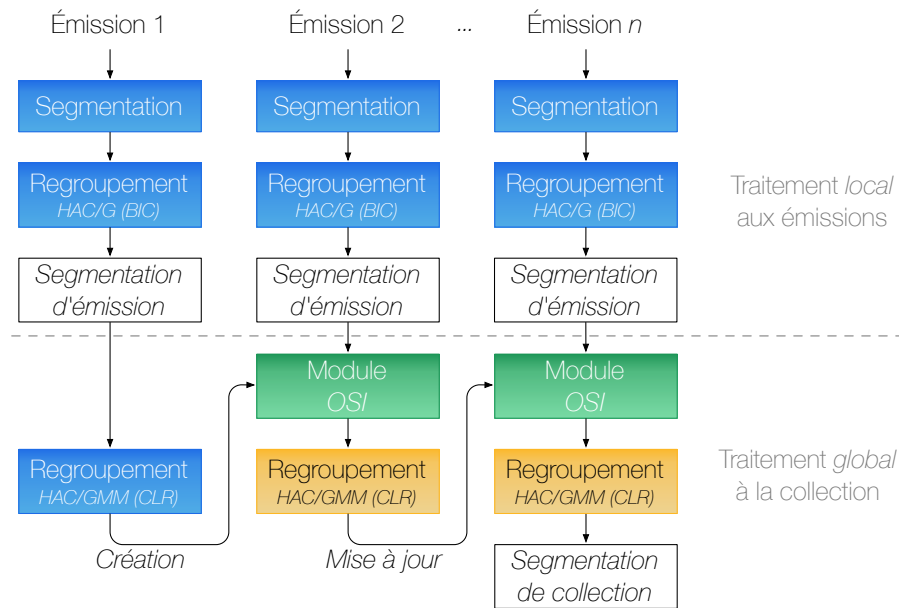 Émission 1
Émission 2
...
Émission n
Segmentation
Segmentation
Segmentation
Regroupement
HAC/G (BIC)
Regroupement
HAC/G (BIC)
Regroupement
HAC/G (BIC)
Traitement local
aux émissions
Segmentation
d'émission
Segmentation
d'émission
Segmentation
d'émission
Module
OSI
Module
OSI
Regroupement
HAC/GMM (CLR)
Regroupement
HAC/GMM (CLR)
Regroupement
HAC/GMM (CLR)
Traitement global
à la collection
Création
Mise à jour
Segmentation
de collection